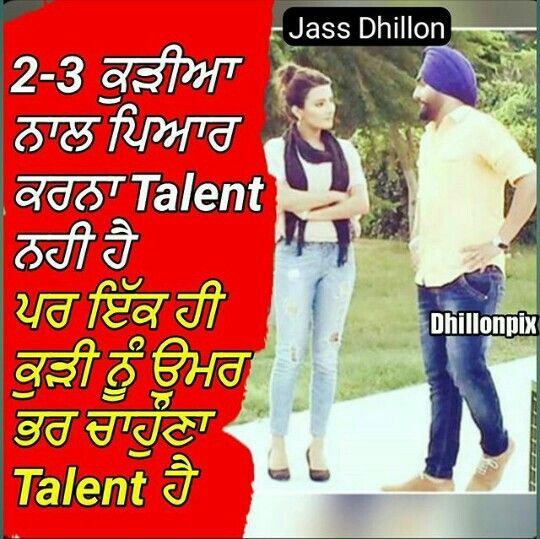 Jass Dhillon
2-3 ਕੁੜੀਆ
ਨਾਲ ਪਿਆਰ
ਕਰਨਾ Talent
ਨਹੀ ਹੈ
ਪਰ ਇੱਕ ਹੀ
ਕੁੜੀ ਨੂੰ ਉਮਰ
ਭਰ ਚਾਹੁੰਣਾ
Talent ਹੈ
Dhillonpix